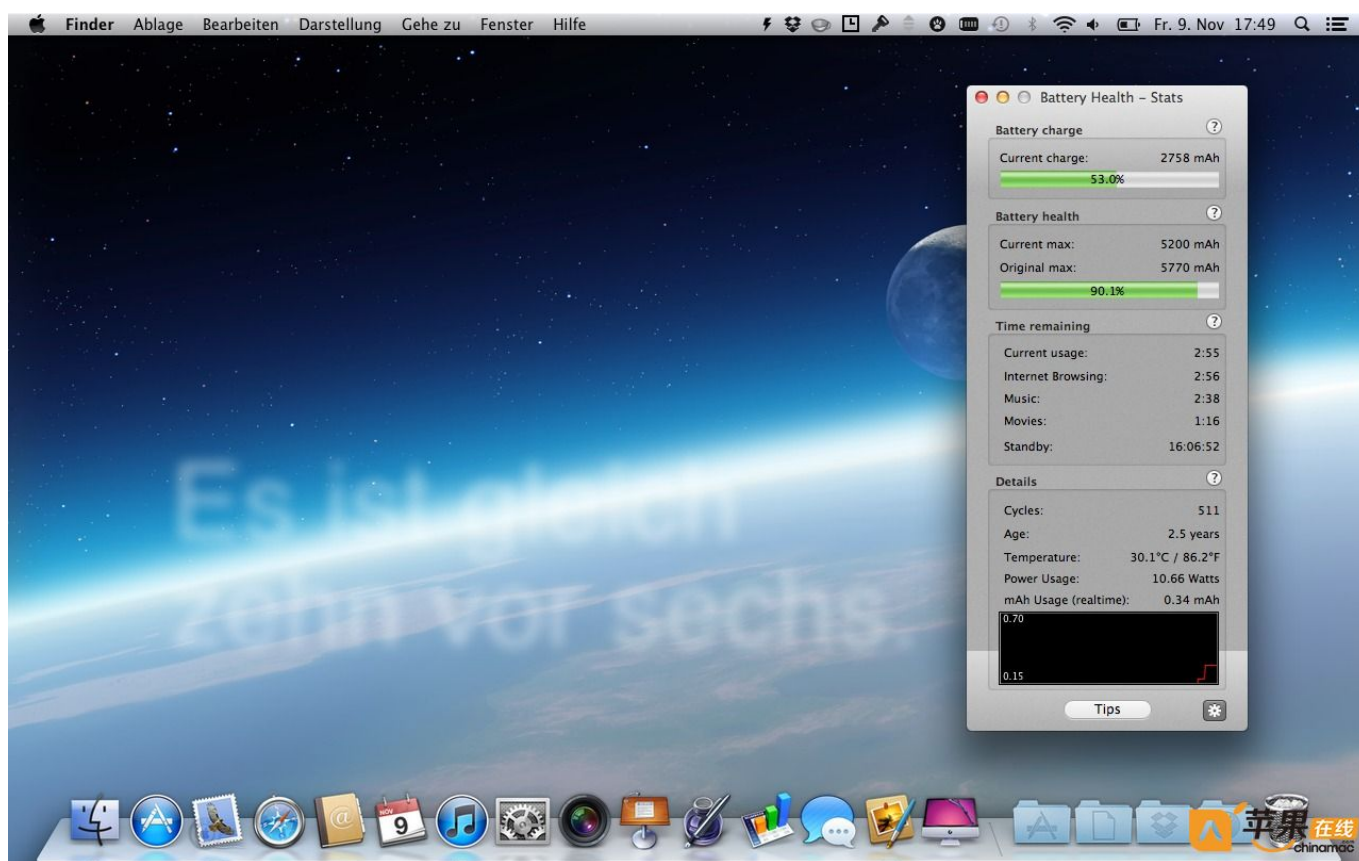 Finder Ablage Bearbeiten Darstellung Gehe zu Fenster Hilfe Fr. 9. Nov 17:49
Battery Health – Stats
Battery charge ?
Current charge: 2758 mAh
53.0%
Battery health ?
Current max: 5200 mAh
Original max: 5770 mAh
90.1%
Time remaining ?
Current usage: 2:55
Internet Browsing: 2:56
Music: 2:38
Movies: 1:16
Standby: 16:06:52
Details ?
Cycles: 511
Age: 2.5 years
Temperature: 30.1°C / 86.2°F
Power Usage: 10.66 Watts
mAh Usage (realtime): 0.34 mAh
0.70
0.15
Tips
Es ist gleich
zehn vor sechs.
NOV
9
@
苹果在线
chinamac